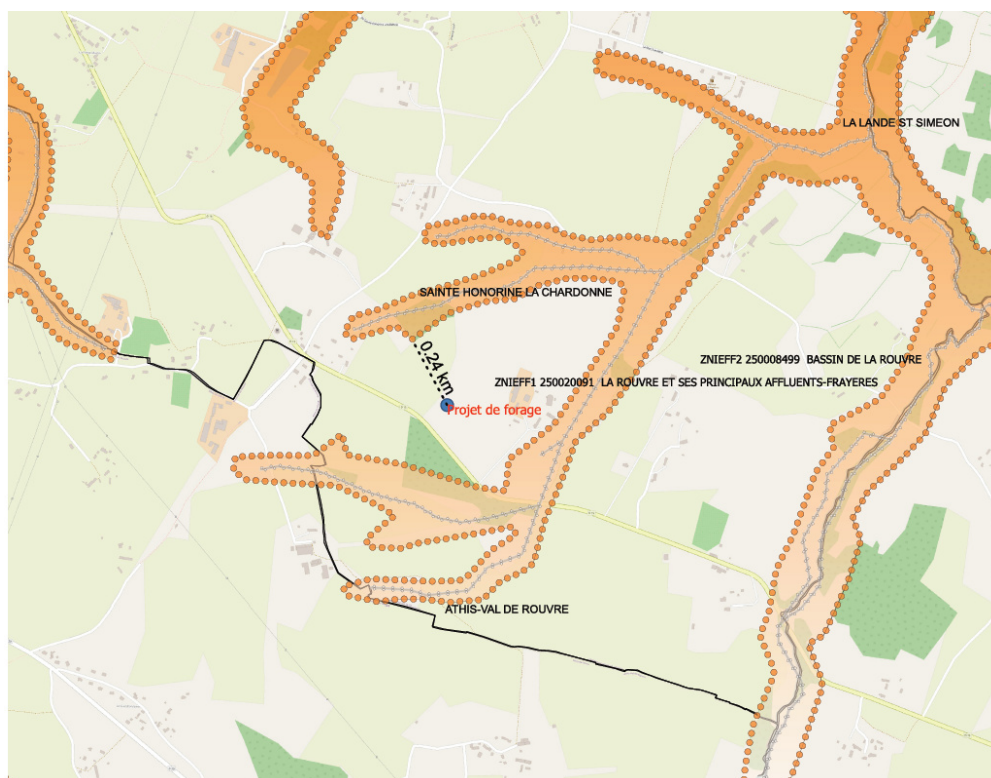 LA LANDE ST SIMEON
SAINTE HONORINE LA CHARDONNE
0.24 km
ZNIEFF2 250008499 BASSIN DE LA ROUVRE
ZNIEFF1 250020091 LA ROUVRE ET SES PRINCIPAUX AFFLUENTS-FRAYERES
Projet de forage
ATHIS-VAL DE ROUVRE